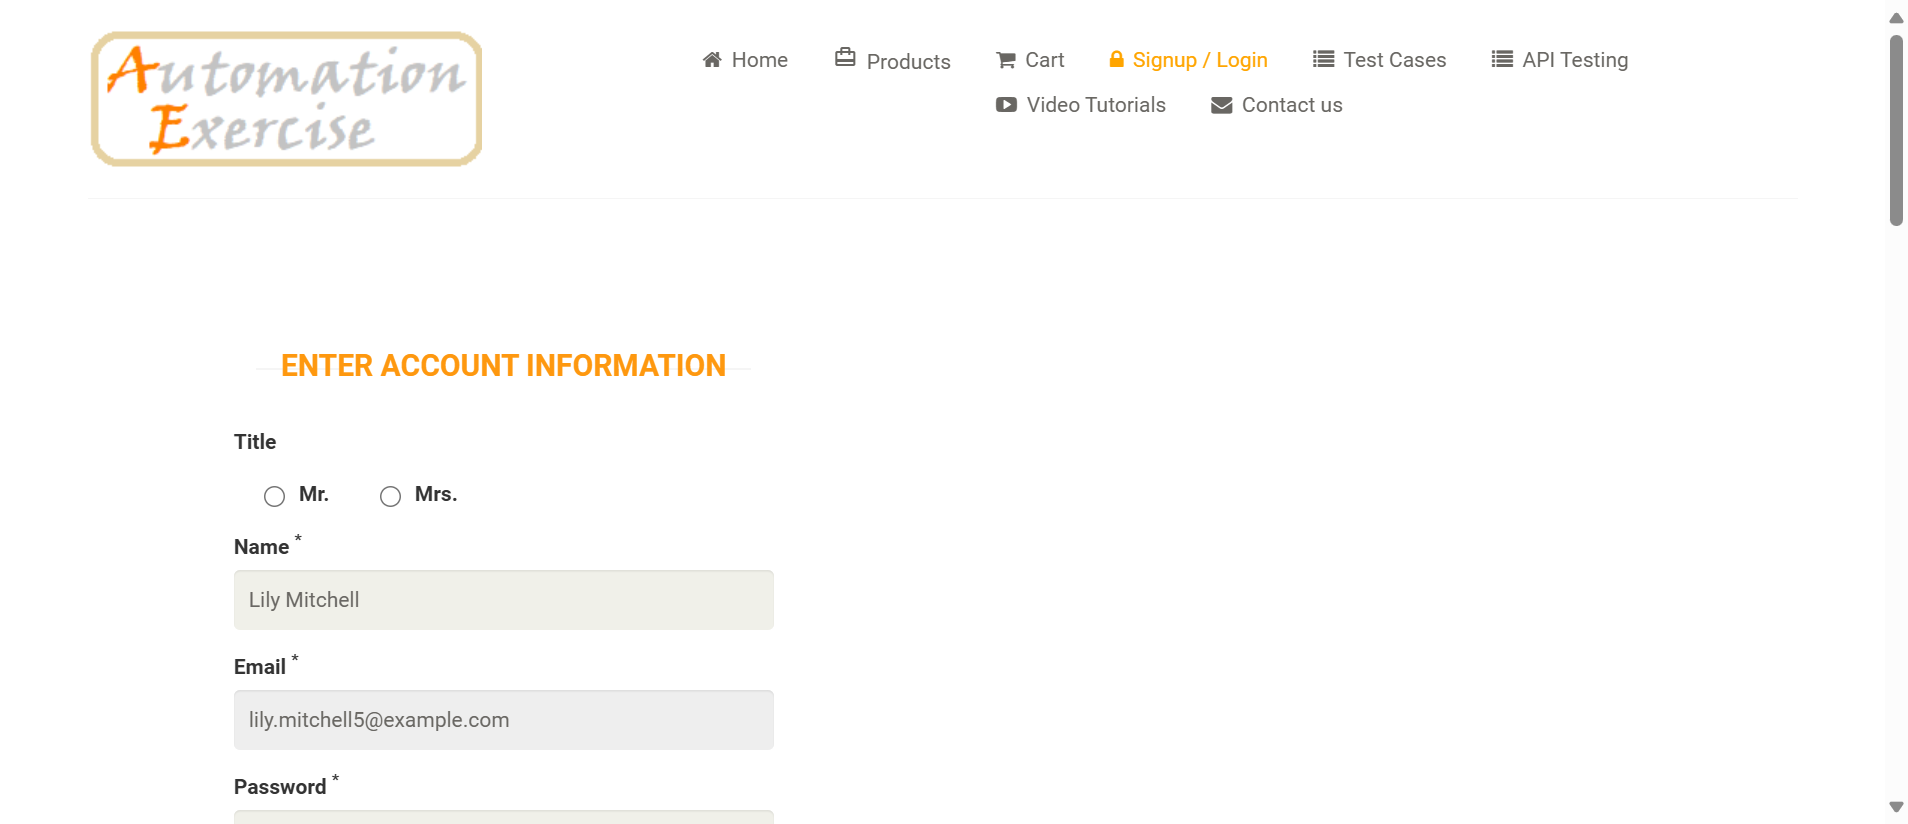 Automation
Exercise
Home
Products
Cart
Signup / Login
Test Cases
API Testing
Video Tutorials
Contact us
ENTER ACCOUNT INFORMATION
Title
Mr.
Mrs.
Name *
Lily Mitchell
Email *
lily.mitchell5@example.com
Password *